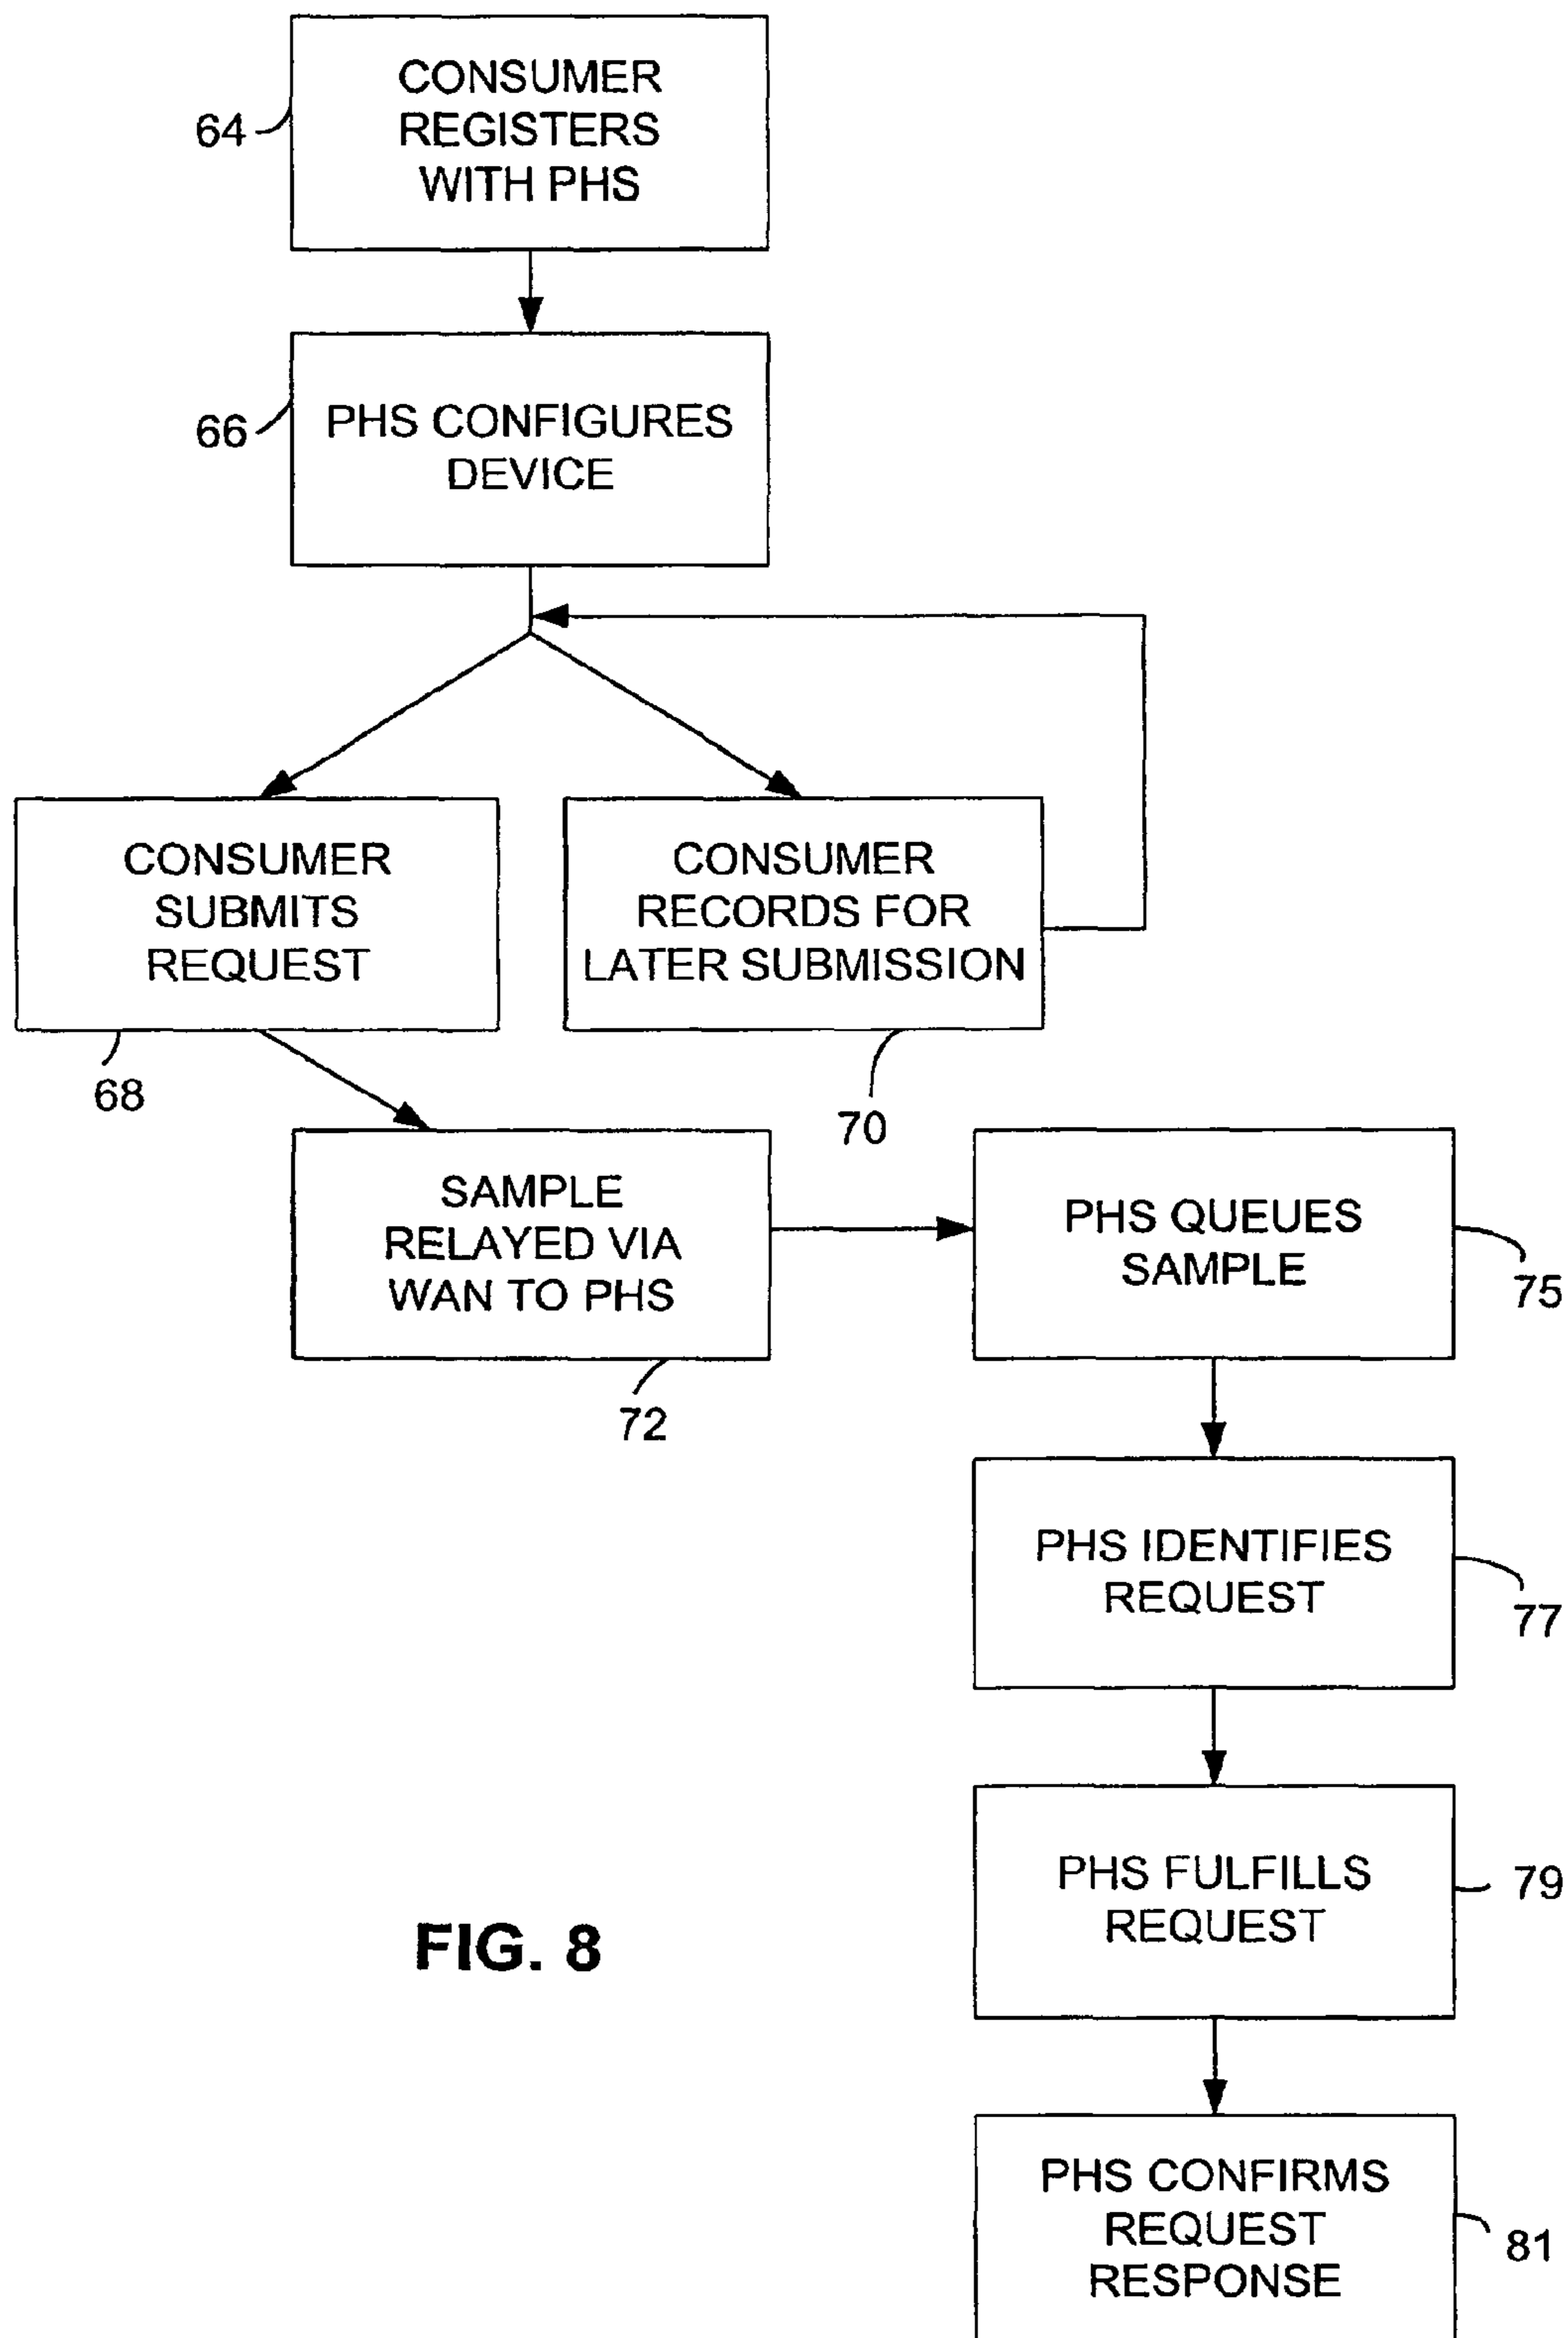 CONSUMER
REGISTERS
WITH PHS
64
PHS CONFIGURES
DEVICE
66
CONSUMER
SUBMITS
REQUEST
68
CONSUMER
RECORDS FOR
LATER SUBMISSION
70
SAMPLE
RELAYED VIA
WAN TO PHS
72
PHS QUEUES
SAMPLE
75
PHS IDENTIFIES
REQUEST
77
PHS FULFILLS
REQUEST
79
FIG. 8
PHS CONFIRMS
REQUEST
RESPONSE
81